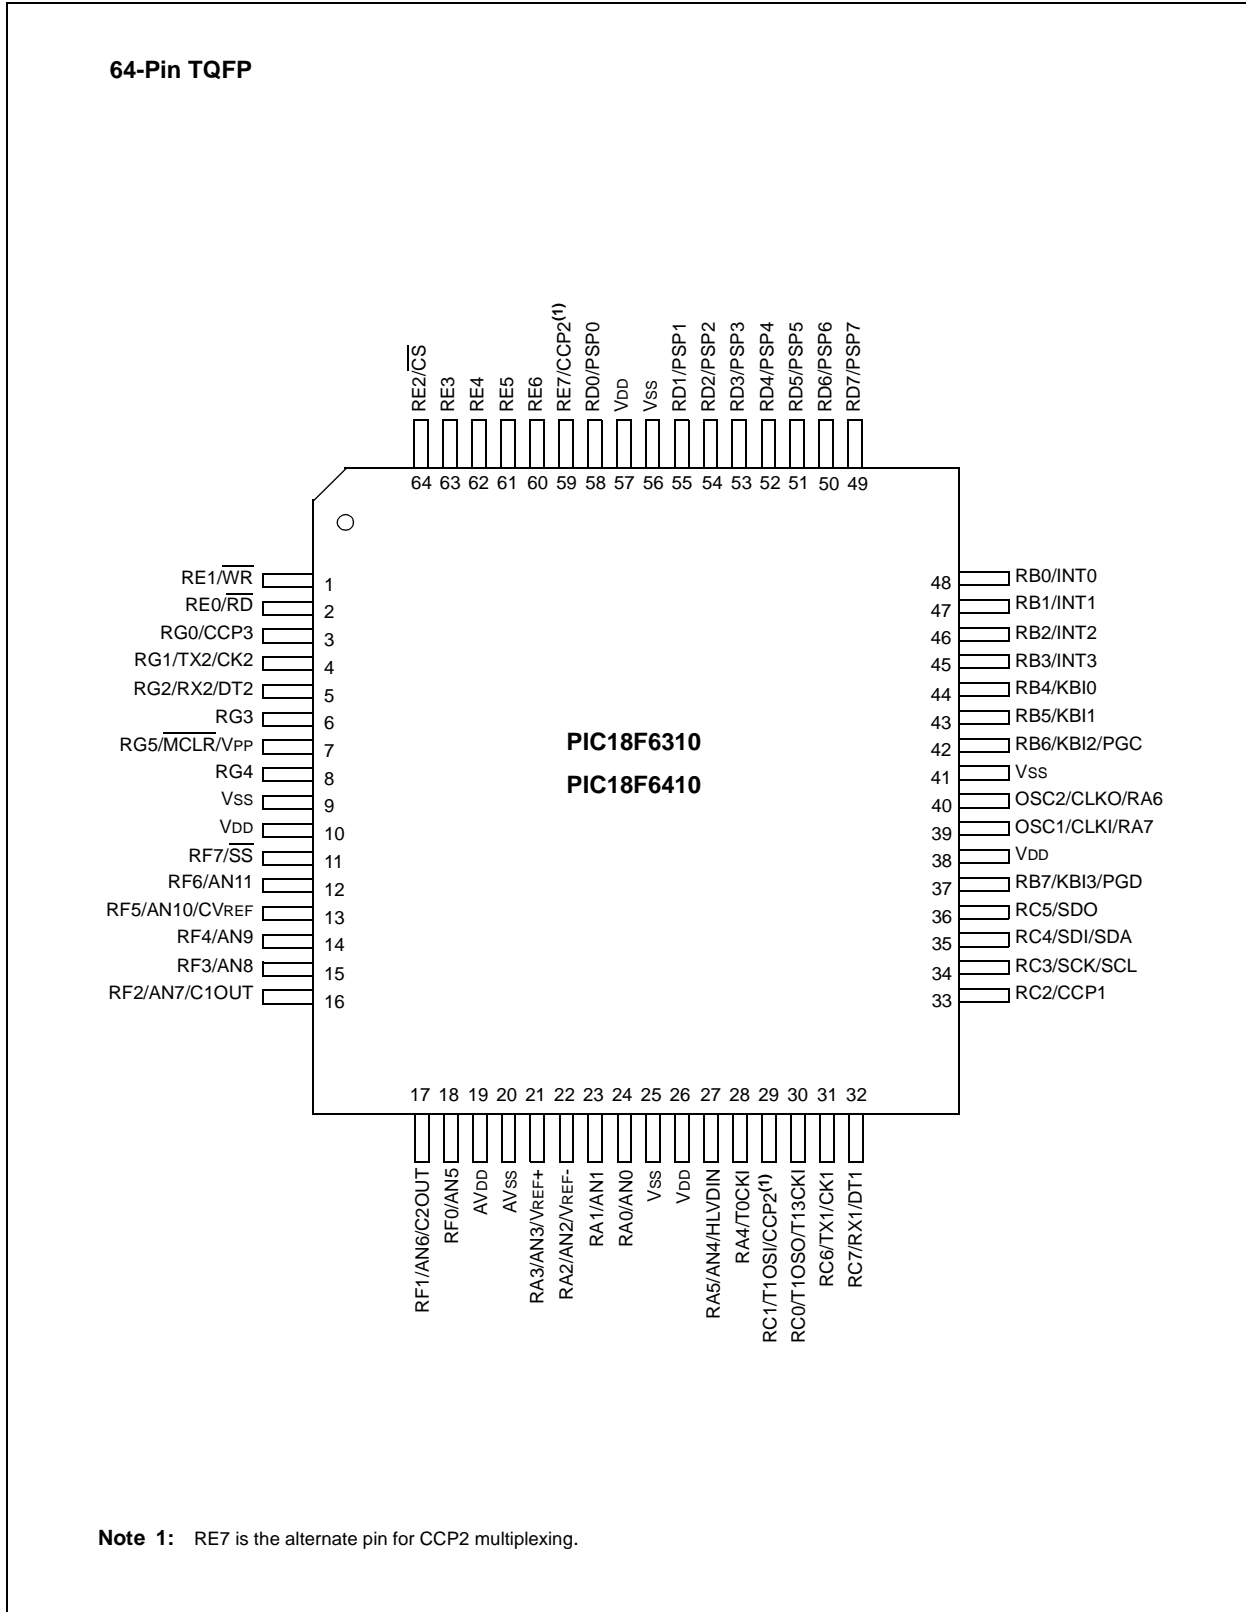 64-Pin TQFP
RE2/CS
RE3
RE4
RE5
RE6
RE7/CCP2(1)
RD0/PSP0
VDD
VSS
RD1/PSP1
RD2/PSP2
RD3/PSP3
RD4/PSP4
RD5/PSP5
RD6/PSP6
RD7/PSP7
64 63 62 61 60 59 58 57 56 55 54 53 52 51 50 49
RE1/WR 1
RE0/RD 2
RG0/CCP3 3
RG1/TX2/CK2 4
RG2/RX2/DT2 5
RG3 6
RG5/MCLR/VPP 7
RG4 8
VSS 9
VDD 10
RF7/SS 11
RF6/AN11 12
RF5/AN10/CVREF 13
RF4/AN9 14
RF3/AN8 15
RF2/AN7/C1OUT 16
PIC18F6310
PIC18F6410
48 RB0/INT0
47 RB1/INT1
46 RB2/INT2
45 RB3/INT3
44 RB4/KBI0
43 RB5/KBI1
42 RB6/KBI2/PGC
41 VSS
40 OSC2/CLKO/RA6
39 OSC1/CLKI/RA7
38 VDD
37 RB7/KBI3/PGD
36 RC5/SDO
35 RC4/SDI/SDA
34 RC3/SCK/SCL
33 RC2/CCP1
17 18 19 20 21 22 23 24 25 26 27 28 29 30 31 32
RF1/AN6/C2OUT
RF0/AN5
AVDD
AVSS
RA3/AN3/VREF+
RA2/AN2/VREF-
RA1/AN1
RA0/AN0
VSS
VDD
RA5/AN4/HLVDIN
RA4/T0CKI
RC1/T1OSI/CCP2(1)
RC0/T1OSO/T13CKI
RC6/TX1/CK1
RC7/RX1/DT1
Note 1: RE7 is the alternate pin for CCP2 multiplexing.